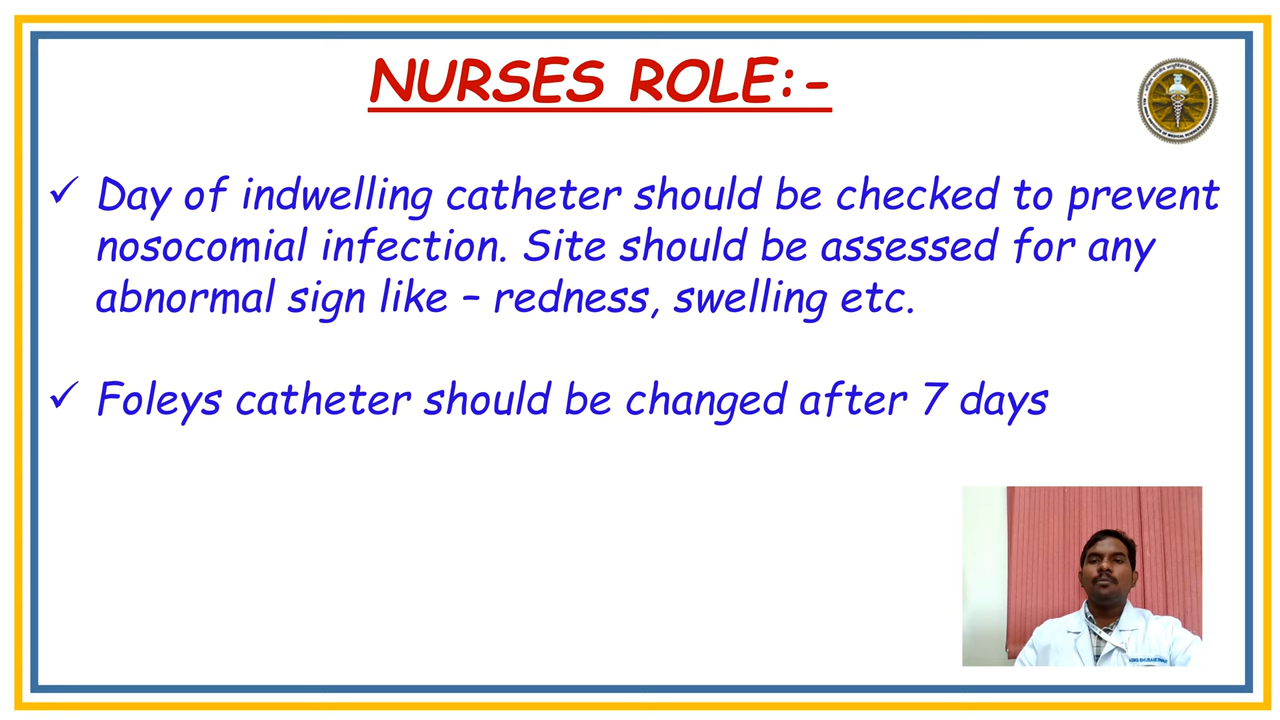 NURSES ROLE:-
✓ Day of indwelling catheter should be checked to prevent
nosocomial infection. Site should be assessed for any
abnormal sign like – redness, swelling etc.
✓ Foleys catheter should be changed after 7 days